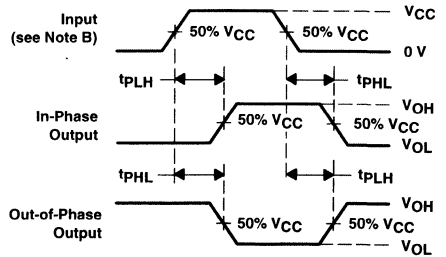 Input
(see Note B)
50% VCC
50% VCC
VCC
0 V
tPLH
tPHL
In-Phase
Output
50% VCC
50% VCC
VOH
VOL
tPHL
tPLH
Out-of-Phase
Output
50% VCC
50% VCC
VOH
VOL